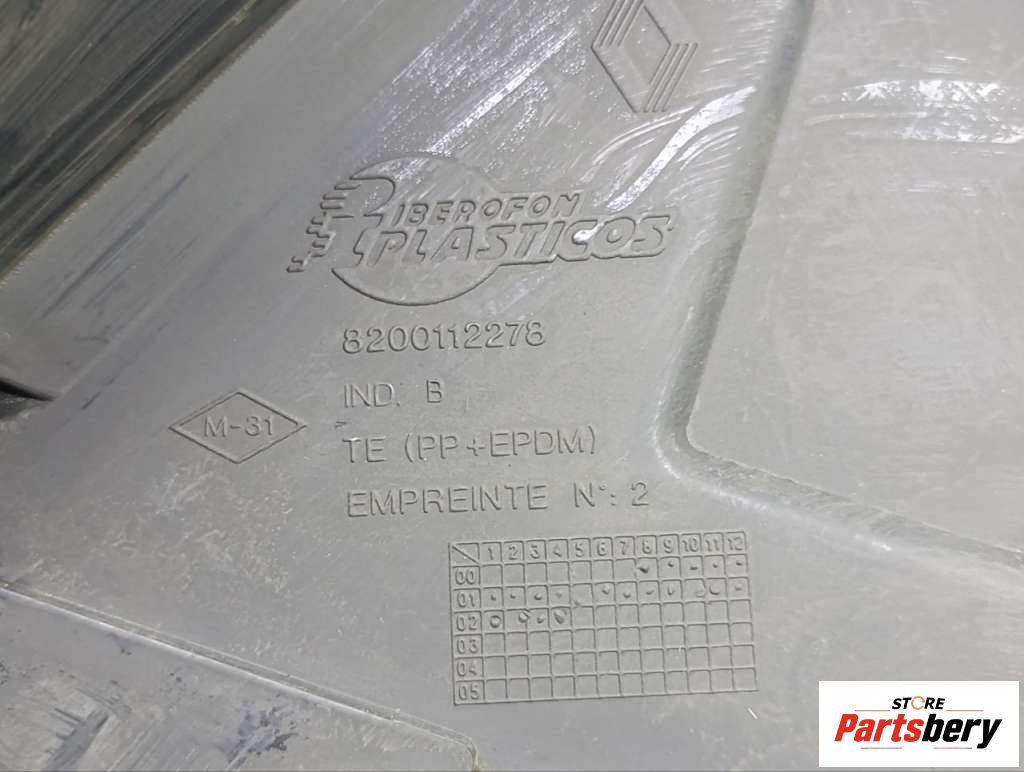 IBEROFON
PLASTICOS
8200112278
IND. B
M-31
TE (PP+EPDM)
EMPREINTE N°: 2
1 2 3 4 5 6 7 8 9 10 11 12
00
01
02
03
04
05
STORE
Partsbery